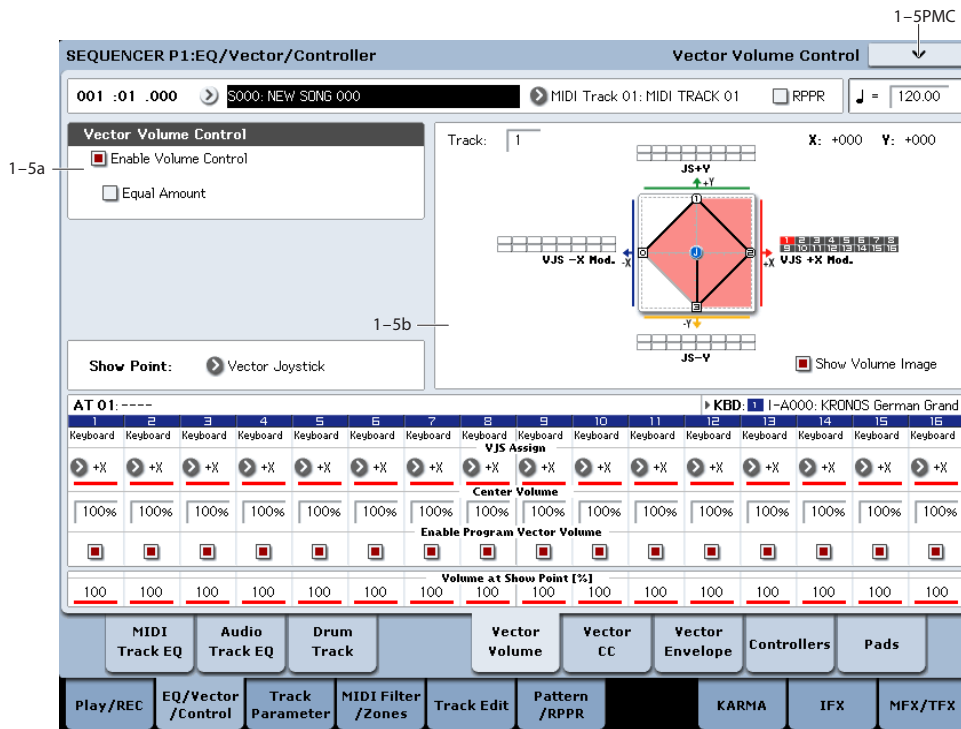 1–5PMC
SEQUENCER P1:EQ/Vector/Controller Vector Volume Control
001 :01 .000 S000: NEW SONG 000 MIDI Track 01: MIDI TRACK 01 RPPR ♩ = 120.00
Vector Volume Control
1–5a
Enable Volume Control
Equal Amount
Track: 1 X: +000 Y: +000
JS+Y
+Y
1
VJS -X Mod. -X 0 J 2 +X VJS +X Mod.
1 2 3 4 5 6 7 8
9 10 11 12 13 14 15 16
3
-Y
JS-Y
1–5b
Show Point: Vector Joystick
Show Volume Image
AT 01: ---- KBD: 1 I-A000: KRONOS German Grand
1 2 3 4 5 6 7 8 9 10 11 12 13 14 15 16
Keyboard Keyboard Keyboard Keyboard Keyboard Keyboard Keyboard Keyboard Keyboard Keyboard Keyboard Keyboard Keyboard Keyboard Keyboard Keyboard
VJS Assign
+X +X +X +X +X +X +X +X +X +X +X +X +X +X +X +X
Center Volume
100% 100% 100% 100% 100% 100% 100% 100% 100% 100% 100% 100% 100% 100% 100% 100%
Enable Program Vector Volume
Volume at Show Point [%]
100 100 100 100 100 100 100 100 100 100 100 100 100 100 100 100
MIDI Track EQ
Audio Track EQ
Drum Track
Vector Volume
Vector CC
Vector Envelope
Controllers
Pads
Play/REC
EQ/Vector /Control
Track Parameter
MIDI Filter /Zones
Track Edit
Pattern /RPPR
KARMA
IFX
MFX/TFX